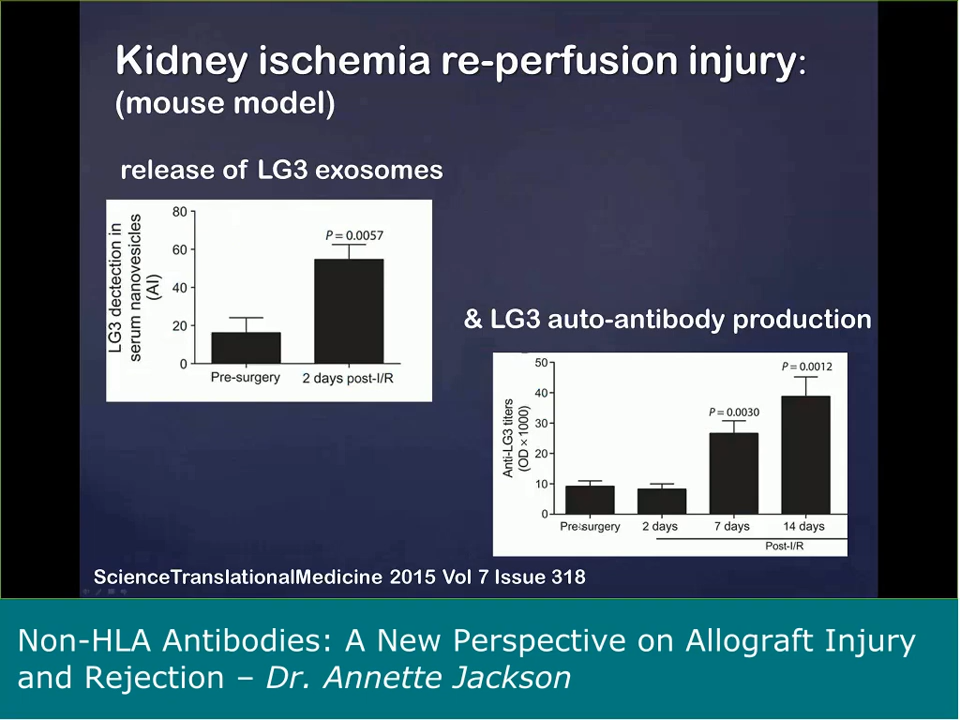 Kidney ischemia re-perfusion injury:
(mouse model)
release of LG3 exosomes
LG3 dectection in
serum nanovesicles
(AI)
80
60
40
20
0
P = 0.0057
Pre-surgery
2 days post-I/R
& LG3 auto-antibody production
Anti-LG3 titers
(OD × 1000)
50
40
30
20
10
0
P = 0.0030
P = 0.0012
Pre-surgery
2 days
7 days
14 days
Post-I/R
ScienceTranslationalMedicine 2015 Vol 7 Issue 318
Non-HLA Antibodies: A New Perspective on Allograft Injury
and Rejection – Dr. Annette Jackson